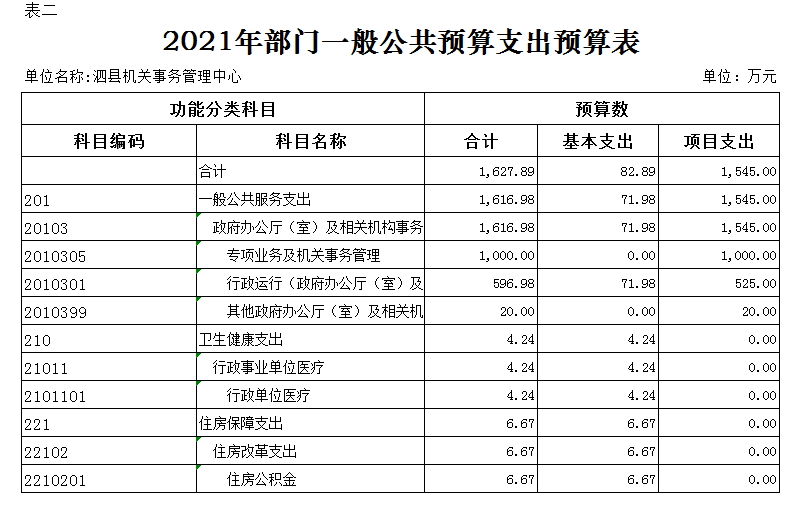 表二
2021年部门一般公共预算支出预算表
单位名称:泗县机关事务管理中心 单位：万元
功能分类科目 预算数
科目编码 科目名称 合计 基本支出 项目支出
合计 1,627.89 82.89 1,545.00
201 一般公共服务支出 1,616.98 71.98 1,545.00
20103 政府办公厅（室）及相关机构事务 1,616.98 71.98 1,545.00
2010305 专项业务及机关事务管理 1,000.00 0.00 1,000.00
2010301 行政运行（政府办公厅（室）及 596.98 71.98 525.00
2010399 其他政府办公厅（室）及相关机 20.00 0.00 20.00
210 卫生健康支出 4.24 4.24 0.00
21011 行政事业单位医疗 4.24 4.24 0.00
2101101 行政单位医疗 4.24 4.24 0.00
221 住房保障支出 6.67 6.67 0.00
22102 住房改革支出 6.67 6.67 0.00
2210201 住房公积金 6.67 6.67 0.00